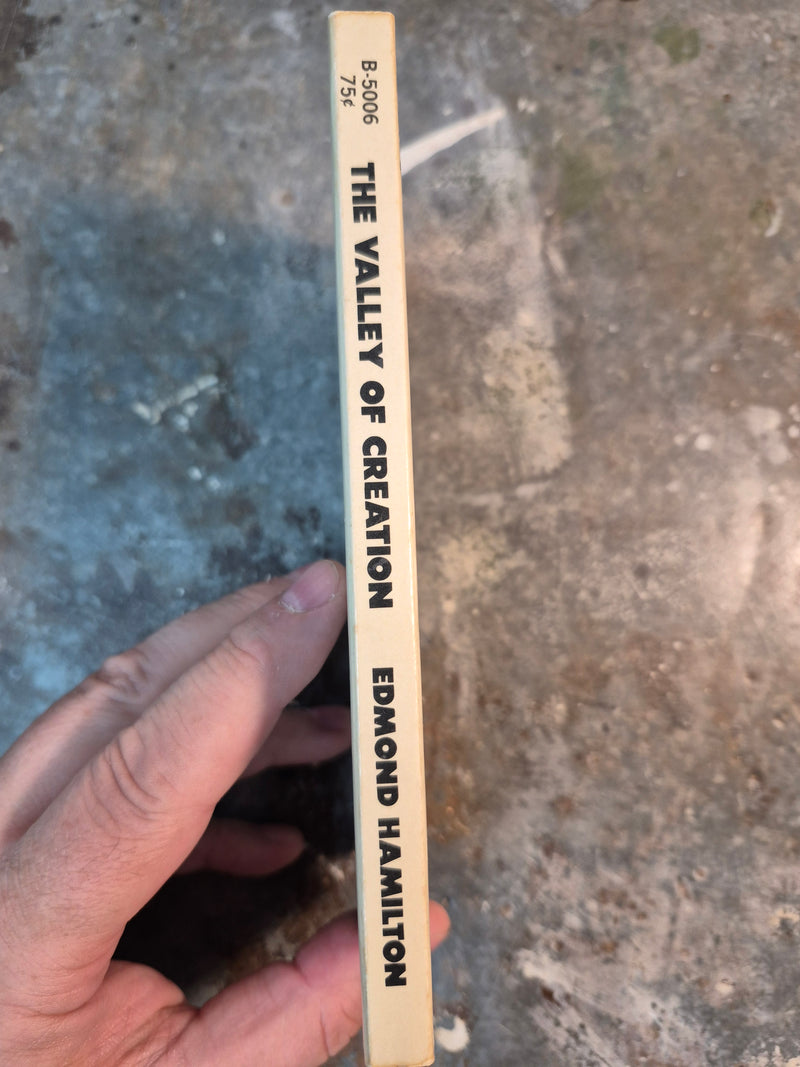 B-5006
75¢
THE VALLEY OF CREATION
EDMOND HAMILTON